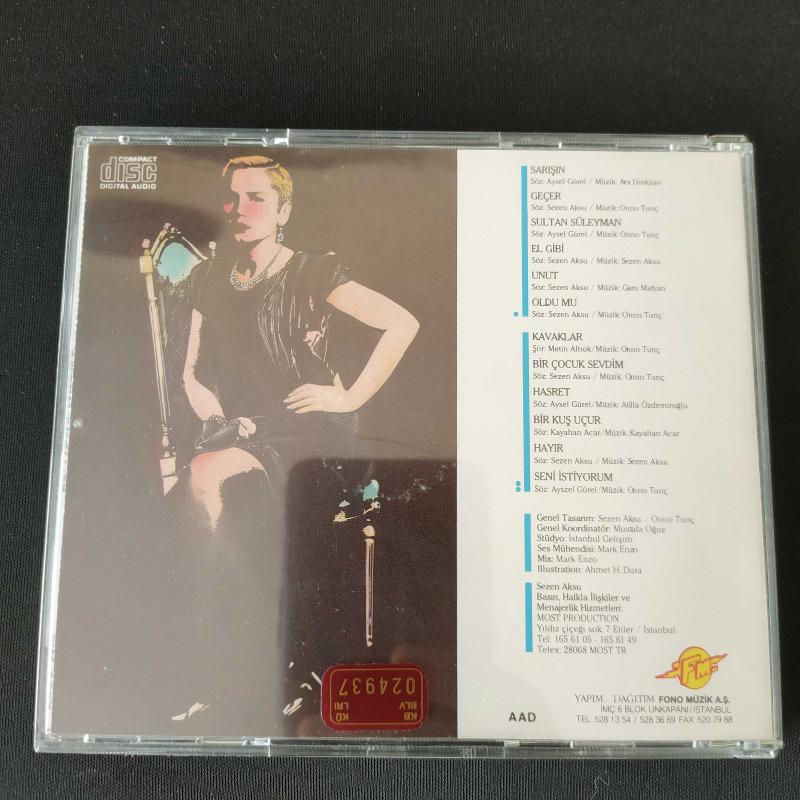 COMPACT
disc
DIGITAL AUDIO
SARIŞIN
Söz: Aysel Gürel / Müzik: Ara Dinkjian
GEÇER
Söz: Sezen Aksu / Müzik: Onno Tunç
SULTAN SÜLEYMAN
Söz: Aysel Gürel / Müzik: Onno Tunç
EL GİBİ
Söz: Sezen Aksu / Müzik: Sezen Aksu
UNUT
Söz: Sezen Aksu / Müzik: Garo Mafyan
OLDU MU
Söz: Sezen Aksu / Müzik: Onno Tunç
KAVAKLAR
Şiir: Metin Altıok/Müzik: Onno Tunç
BİR ÇOCUK SEVDİM
Söz: Sezen Aksu / Müzik: Onno Tunç
HASRET
Söz: Aysel Gürel/Müzik: Atilla Özdemiroğlu
BİR KUŞ UÇUR
Söz: Kayahan Acar/Müzik: Kayahan Acar
HAYIR
Söz: Sezen Aksu / Müzik: Sezen Aksu
SENİ İSTİYORUM
Söz: Ayszel Gürel/Müzik: Onno Tunç
Genel Tasarım: Sezen Aksu / Onno Tunç
Genel Koordinatör: Mustafa Oğuz
Stüdyo: İstanbul Gelişim
Ses Mühendisi: Mark Enzo
Mix: Mark Enzo
Illustration: Ahmet H. Dura
Sezen Aksu
Basın, Halkla İlişkiler ve
Menajerlik Hizmetleri:
MOST PRODUCTION
Yıldız çiçeği sok. 7 Etiler / İstanbul
Tel: 165 61 05 - 165 61 49
Telex: 28068 MOST TR
FM
YAPIM DAĞITIM FONO MÜZİK A.Ş.
İMÇ 6 BLOK UNKAPANI/İSTANBUL
TEL: 528 13 54 / 528 36 69 FAX: 520 79 88
AAD
KB KÜ
BLV LRI
024937